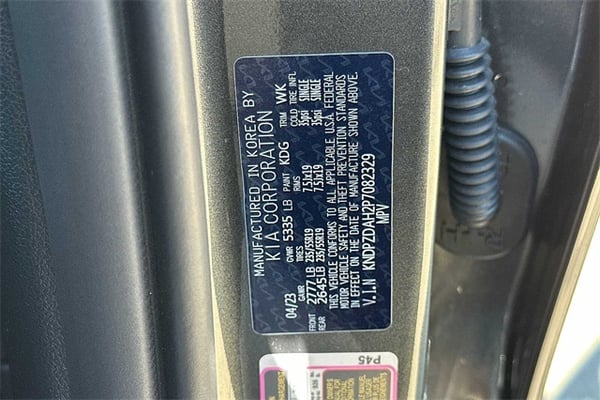 MANUFACTURED IN KOREA BY
KIA CORPORATION
04/23 GVWR 5335 LB PAINT KDG TRIM WK
GAWR TIRES RIMS COLD TIRE INFL
FRONT 2777 LB 235/55R19 7.5Jx19 35psi SINGLE
REAR 2645LB 235/55R19 7.5Jx19 35psi SINGLE
THIS VEHICLE CONFORMS TO ALL APPLICABLE U.S.A. FEDERAL
MOTOR VEHICLE SAFETY AND THEFT PREVENTION STANDARDS
IN EFFECT ON THE DATE OF MANUFACTURE SHOWN ABOVE.
V.I.N KNDPZDAH2P7082329
MPV
P45